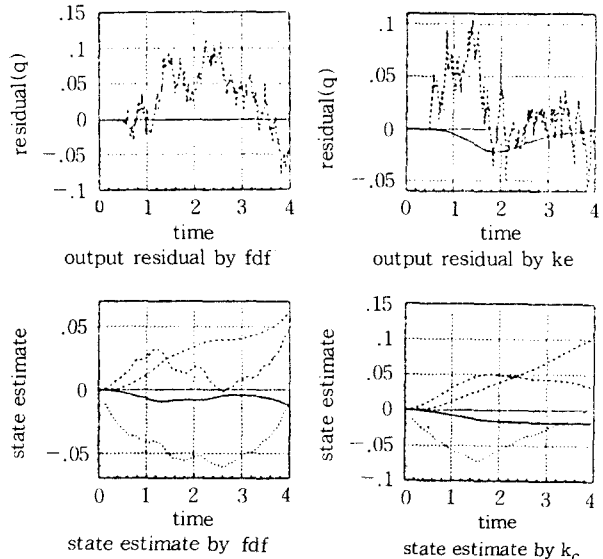 .15
.1
.05
0
−.05
−.1
residual(q)
0 1 2 3 4
time
output residual by fdf
.1
.05
0
−.05
residual(q)
0 1 2 3 4
time
output residual by ke
.05
0
−.05
state estimate
0 1 2 3 4
time
state estimate by fdf
.15
.1
.05
0
−.05
−.1
state estimate
0 1 2 3 4
time
state estimate by kc